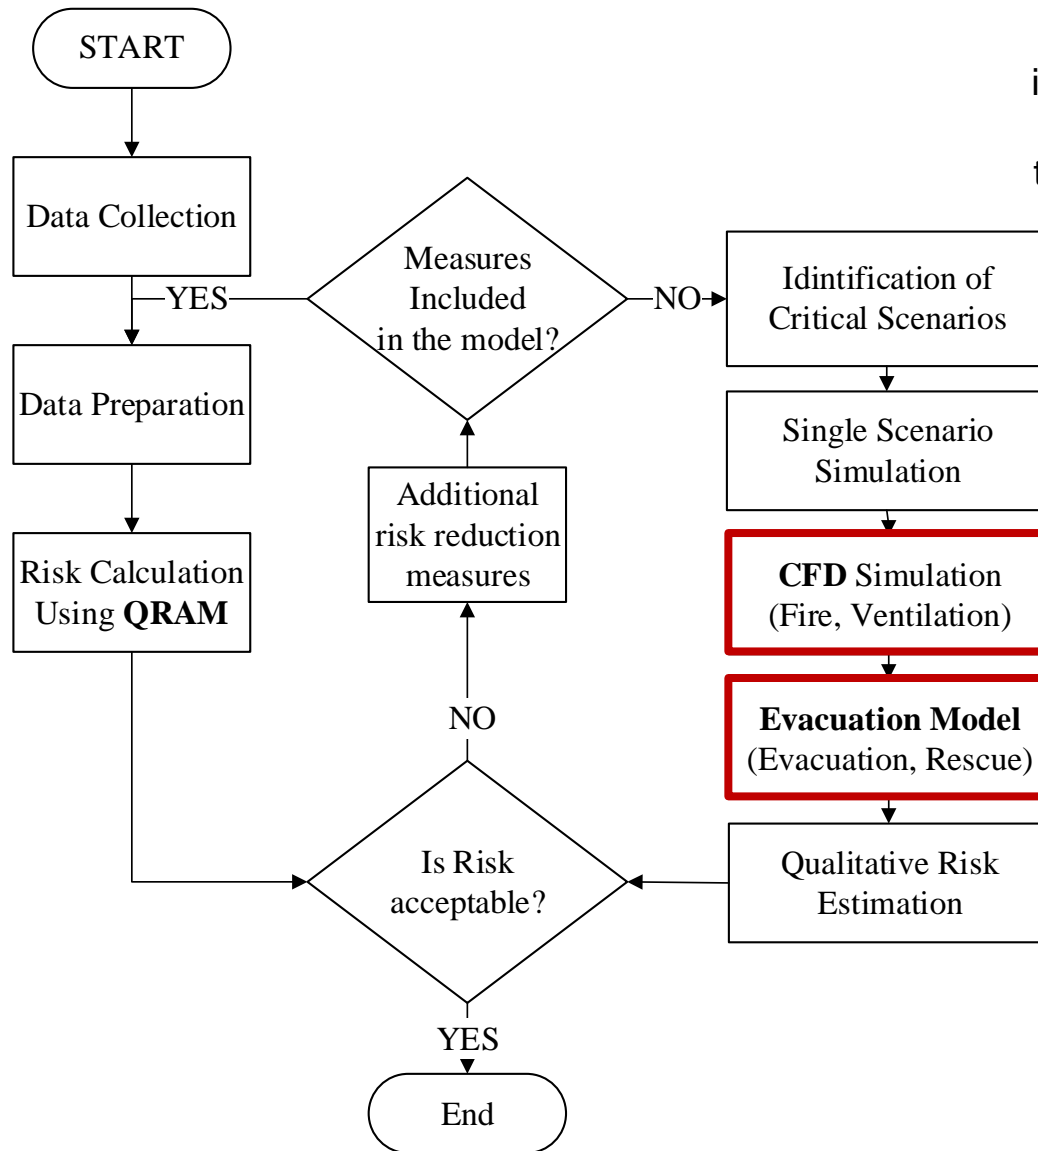 START
Data Collection
YES
Data Preparation
Risk Calculation
Using QRAM
Measures
Included
in the model?
NO
Additional
risk reduction
measures
NO
Is Risk
acceptable?
YES
End
Idintification of
Critical Scenarios
Single Scenario
Simulation
CFD Simulation
(Fire, Ventilation)
Evacuation Model
(Evacuation, Rescue)
Qualitative Risk
Estimation